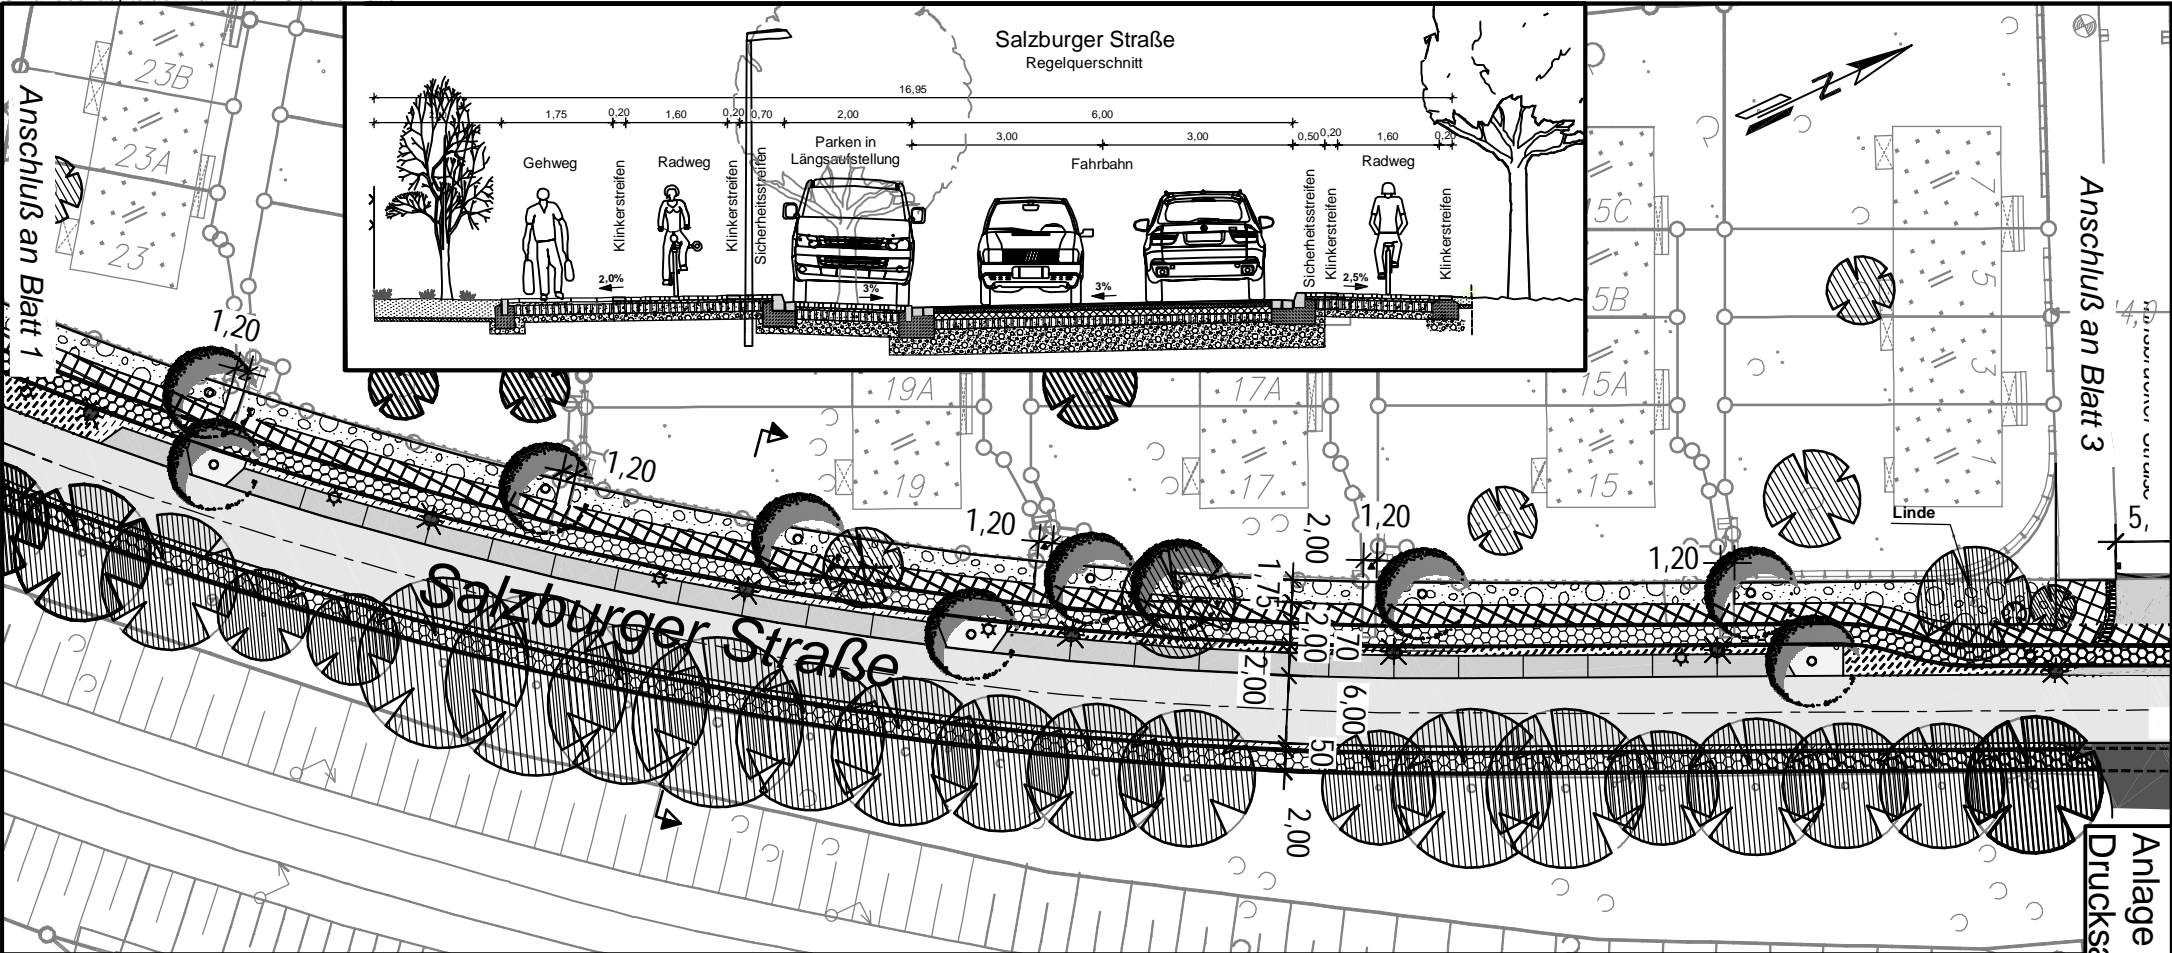 Salzburger Straße
Regelquerschnitt
16,95
1,75
0,20
1,60
0,20
0,70
2,00
6,00
3,00
3,00
0,50
0,20
1,60
0,20
Gehweg
Klinkerstreifen
Radweg
Klinkerstreifen
Sicherheitsstreifen
Parken in
Längsaufstellung
Fahrbahn
Sicherheitsstreifen
Klinkerstreifen
Radweg
Klinkerstreifen
2,0%
3%
3%
2,5%
N
Anschluß an Blatt 1
Anschluß an Blatt 3
23B
23A
23
19A
19
17A
17
5C
5B
15A
15
7
5
3
1
1,20
1,20
1,20
1,20
1,20
Linde
5,
2,00
1,75
2,00
70
2,00
6,00
50
2,00
Salzburger Straße
Anlage